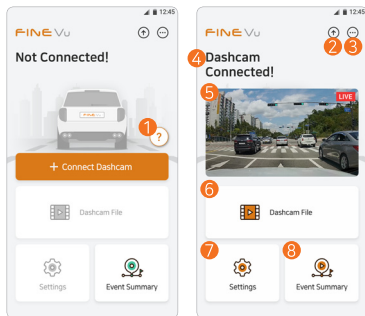 12:45
FINEVu
Not Connected!
1
?
+ Connect Dashcam
Dashcam File
Settings
Event Summary
12:45
FINEVu
2
3
4
Dashcam
Connected!
5
LIVE
6
Dashcam File
7
Settings
8
Event Summary